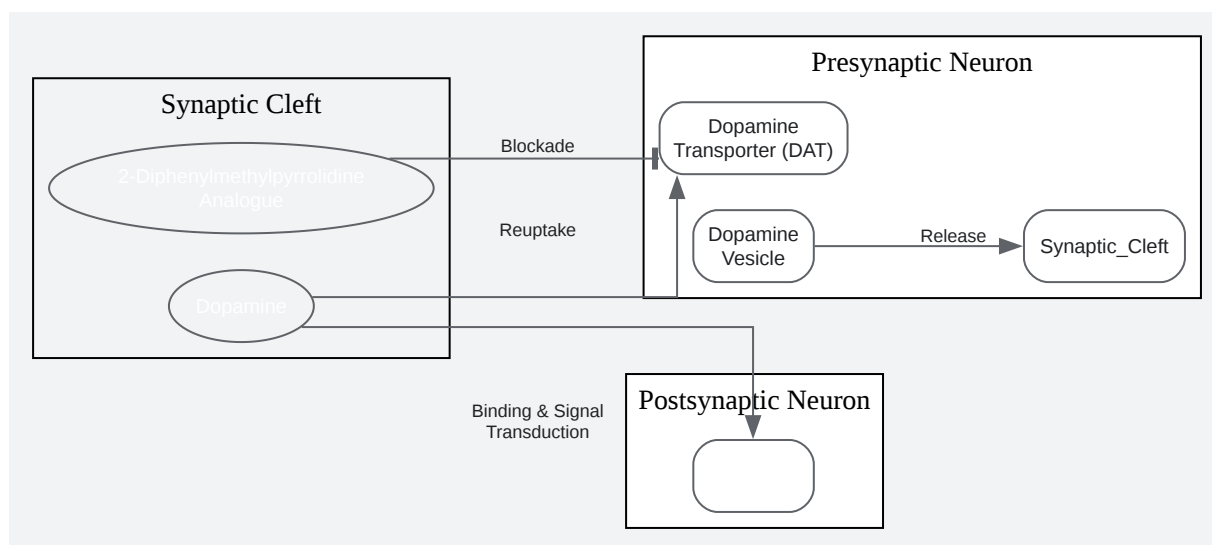 Presynaptic Neuron
Synaptic Cleft
Dopamine
Transporter (DAT)
Blockade
2-Diphenylmethylpyrrolidine
Analogue
Reuptake
Dopamine
Vesicle
Release
Synaptic_Cleft
Dopamine
Postsynaptic Neuron
Binding & Signal
Transduction